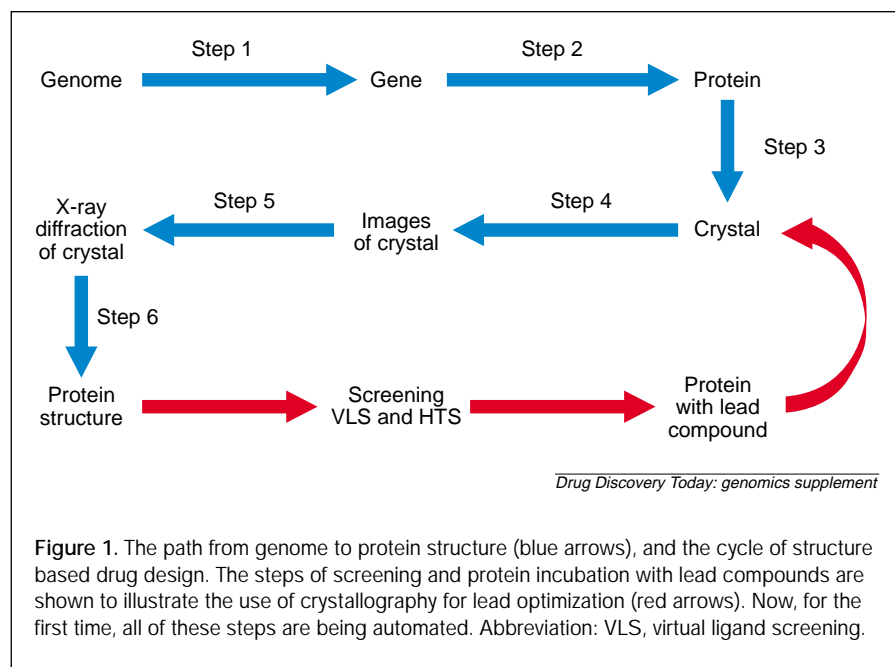 Step 1
Step 2
Genome
Gene
Protein
Step 3
X-ray
diffraction
of crystal
Step 5
Images
of crystal
Step 4
Crystal
Step 6
Protein
structure
Screening
VLS and HTS
Protein
with lead
compound
Drug Discovery Today: genomics supplement
Figure 1. The path from genome to protein structure (blue arrows), and the cycle of structure
based drug design. The steps of screening and protein incubation with lead compounds are
shown to illustrate the use of crystallography for lead optimization (red arrows). Now, for the
first time, all of these steps are being automated. Abbreviation: VLS, virtual ligand screening.